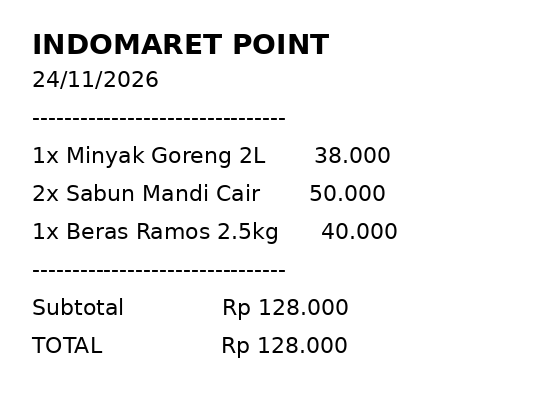 INDOMARET POINT
24/11/2026
--------------------------------
1x Minyak Goreng 2L 38.000
2x Sabun Mandi Cair 50.000
1x Beras Ramos 2.5kg 40.000
--------------------------------
Subtotal Rp 128.000
TOTAL Rp 128.000